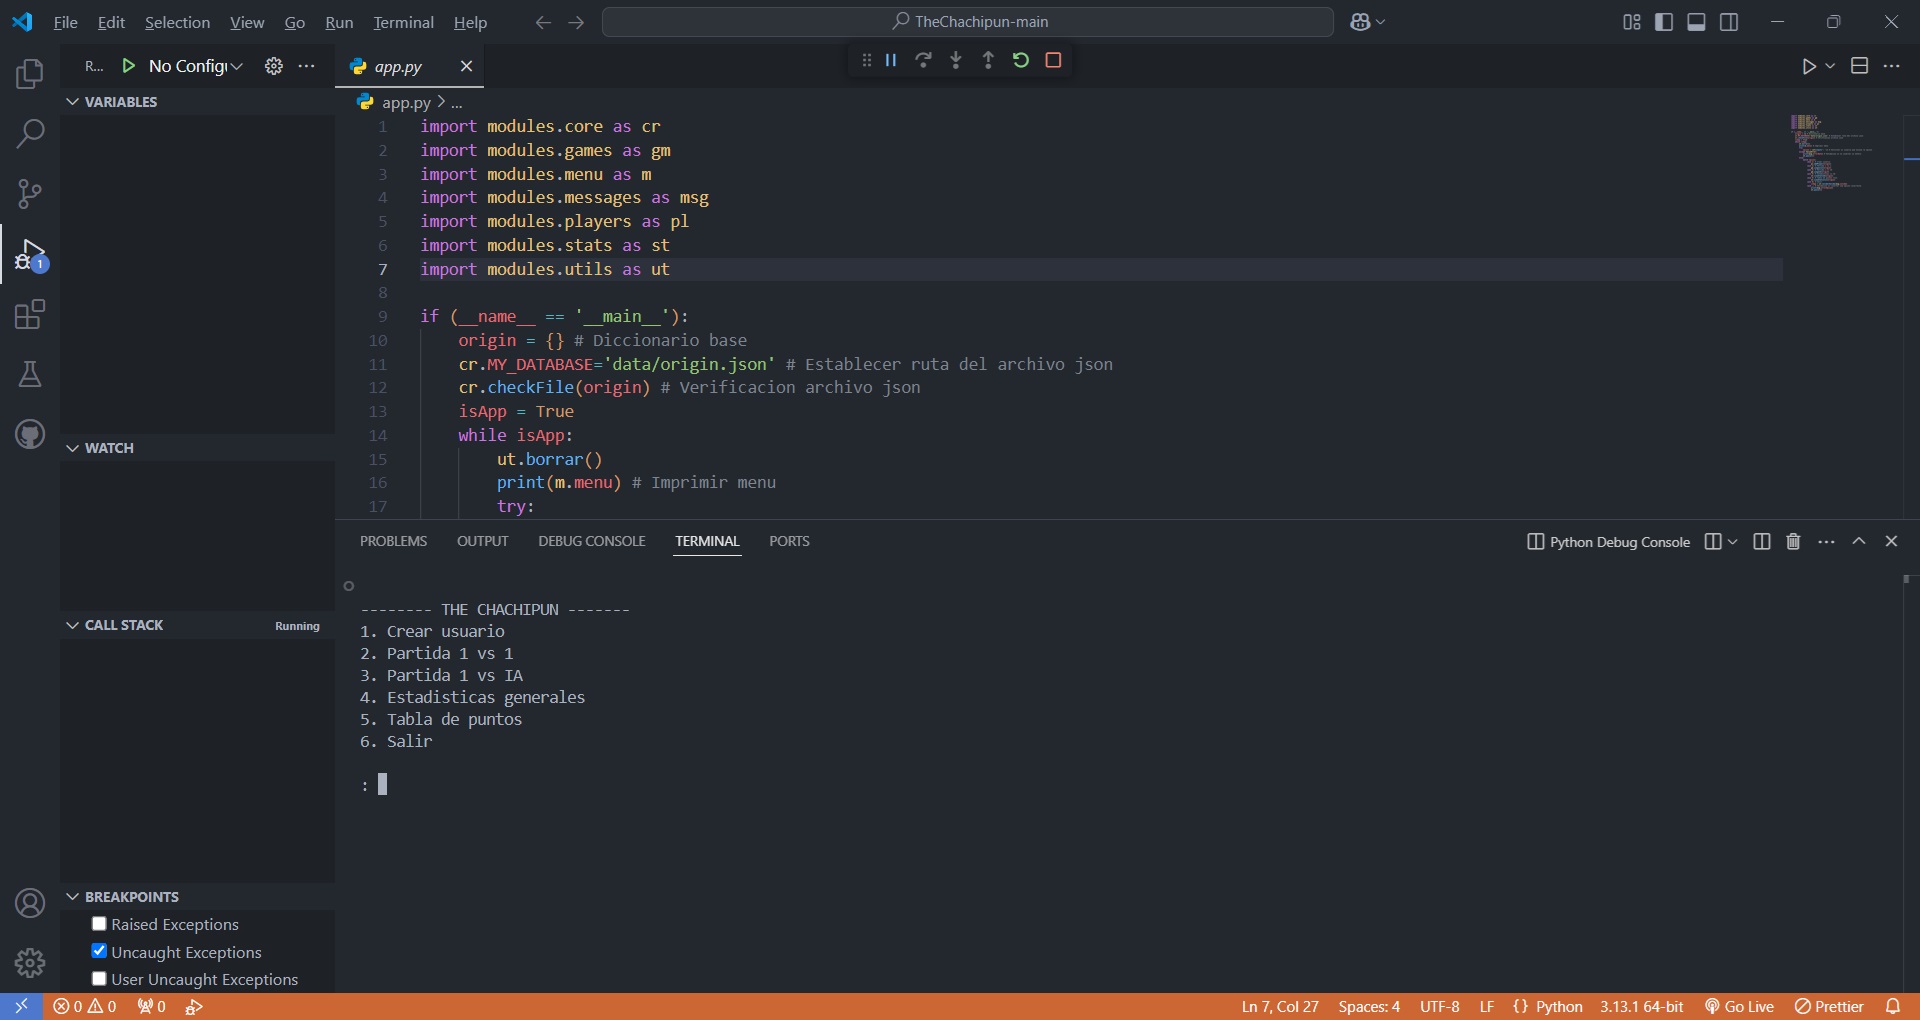 File Edit Selection View Go Run Terminal Help
TheChachipun-main
R... No Config
app.py
VARIABLES
app.py > ...
1 import modules.core as cr
2 import modules.games as gm
3 import modules.menu as m
4 import modules.messages as msg
5 import modules.players as pl
6 import modules.stats as st
7 import modules.utils as ut
8
9 if (__name__ == '__main__'):
10 origin = {} # Diccionario base
11 cr.MY_DATABASE='data/origin.json' # Establecer ruta del archivo json
12 cr.checkFile(origin) # Verificacion archivo json
13 isApp = True
14 while isApp:
15 ut.borrar()
16 print(m.menu) # Imprimir menu
17 try:
WATCH
CALL STACK Running
BREAKPOINTS
Raised Exceptions
Uncaught Exceptions
User Uncaught Exceptions
1
PROBLEMS OUTPUT DEBUG CONSOLE TERMINAL PORTS
Python Debug Console
-------- THE CHACHIPUN -------
1. Crear usuario
2. Partida 1 vs 1
3. Partida 1 vs IA
4. Estadisticas generales
5. Tabla de puntos
6. Salir
:
0 0 0
Ln 7, Col 27 Spaces: 4 UTF-8 LF {} Python 3.13.1 64-bit Go Live Prettier